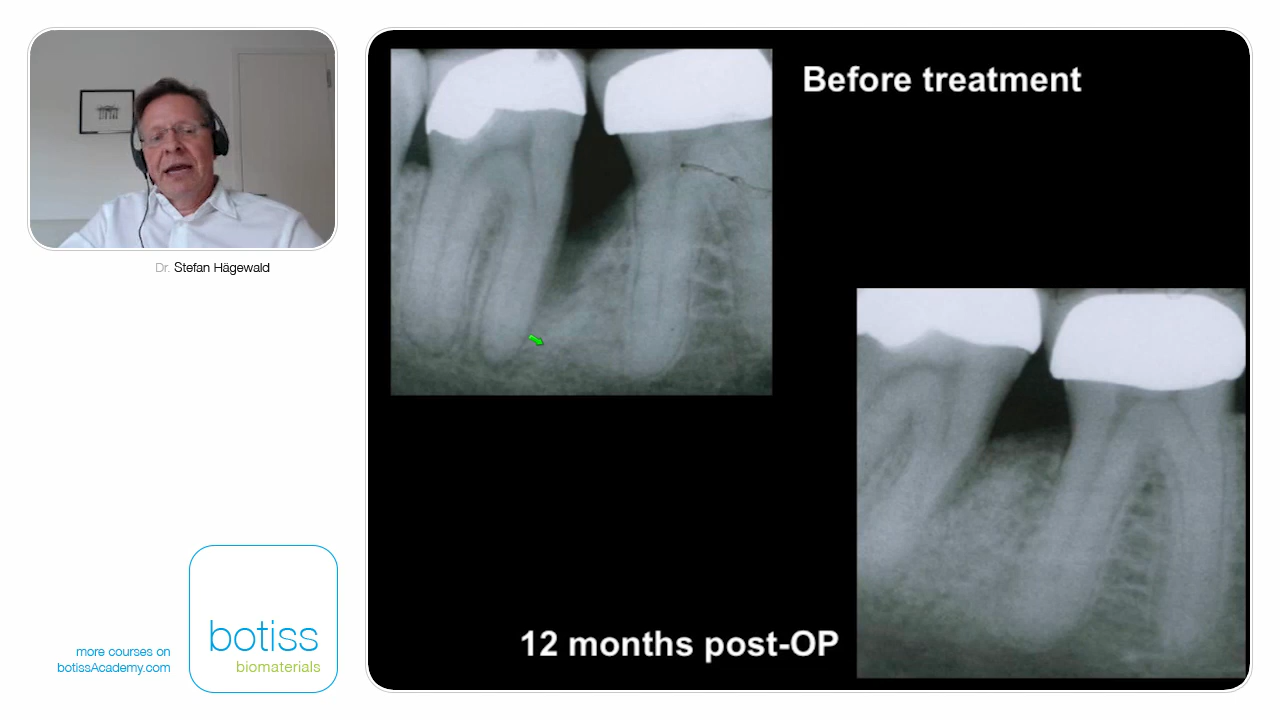 Dr. Stefan Hägewald
Before treatment
12 months post-OP
more courses on
botissAcademy.com
botiss
biomaterials